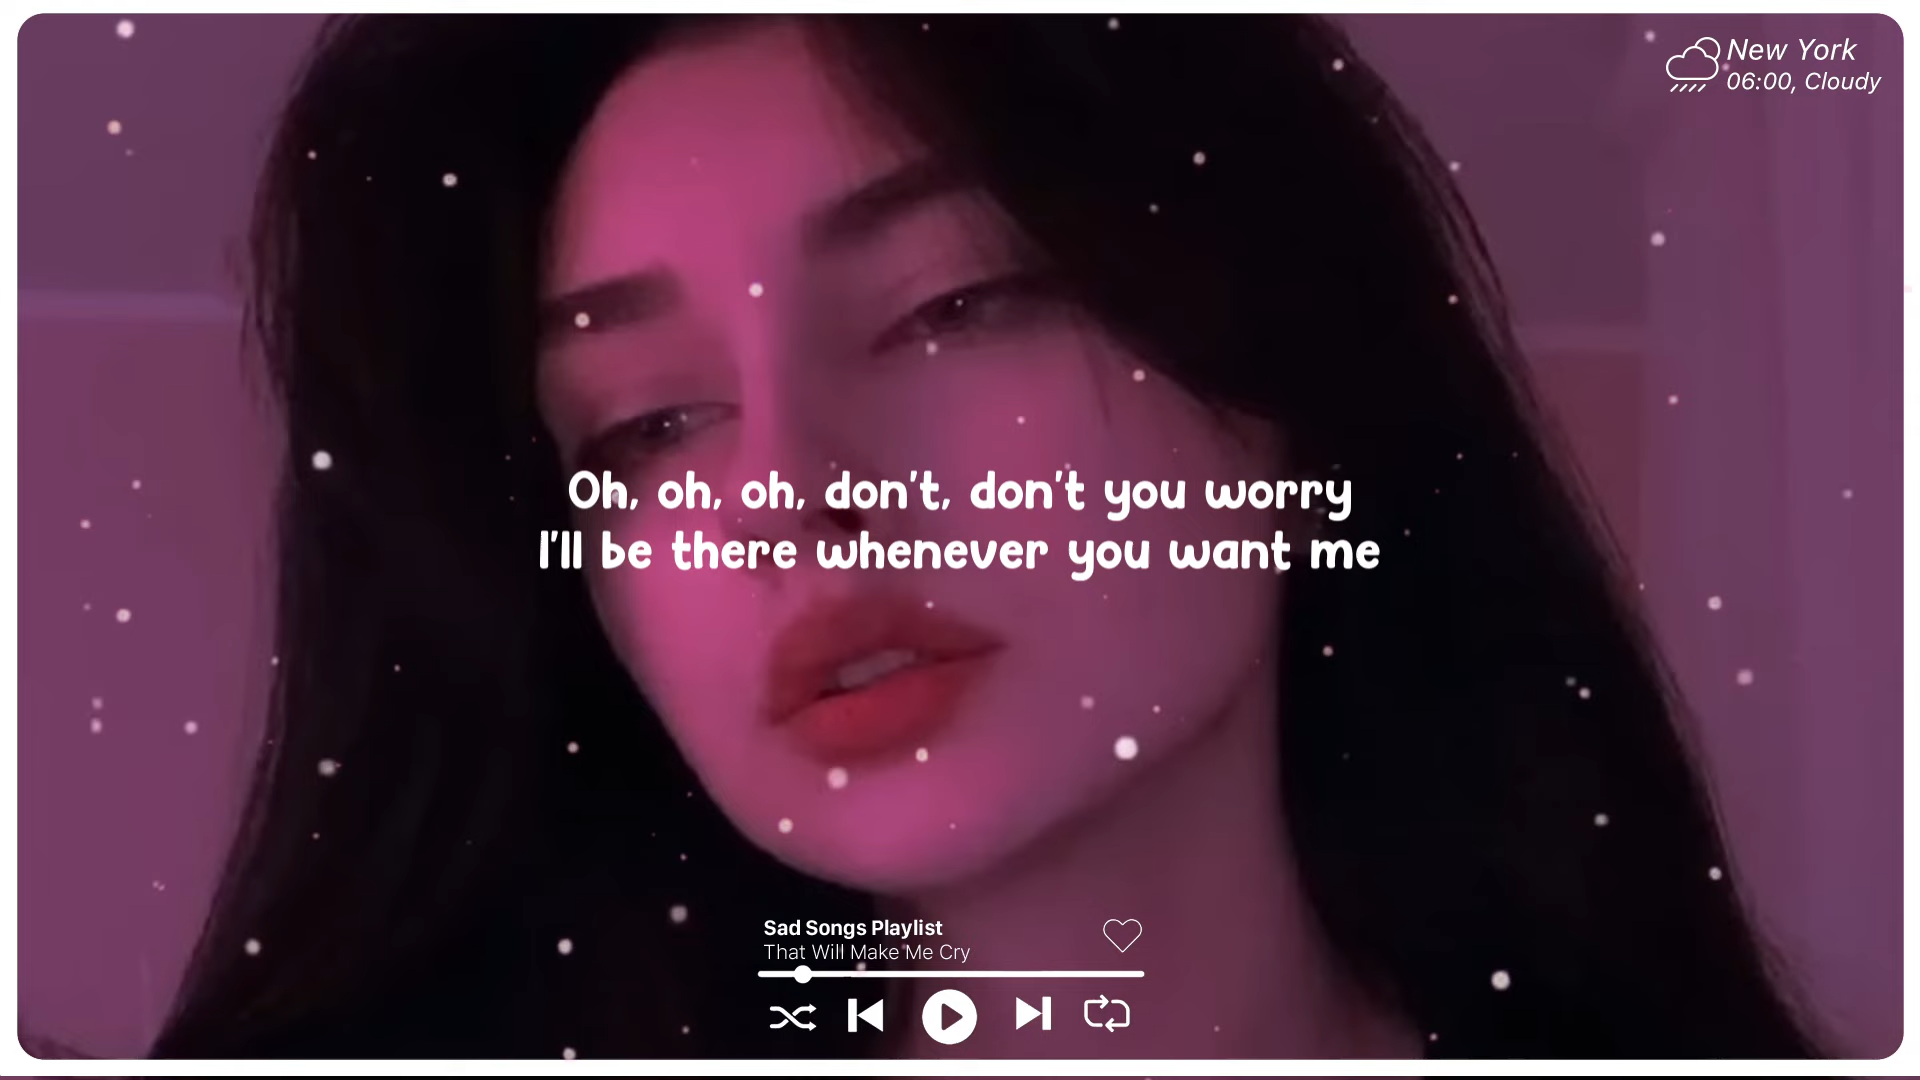 New York
06:00, Cloudy
Oh, oh, oh, don't, don't you worry
I'll be there whenever you want me
Sad Songs Playlist
That Will Make Me Cry